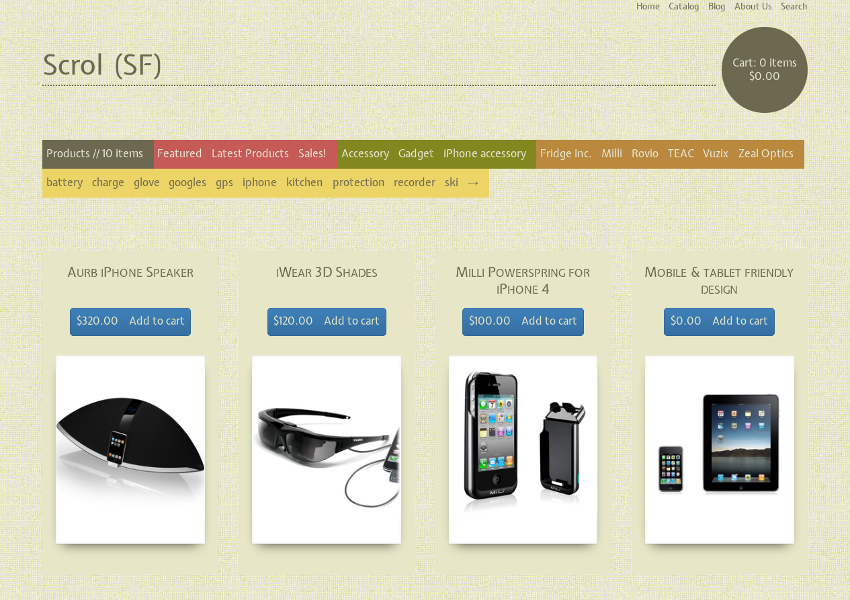 Home Catalog Blog About Us Search
Scrol (SF)
Cart: 0 items
$0.00
Products // 10 items Featured Latest Products Sales! Accessory Gadget iPhone accessory Fridge Inc. Milli Rovio TEAC Vuzix Zeal Optics
battery charge glove googles gps iphone kitchen protection recorder ski →
Aurb iPhone Speaker
iWear 3D Shades
Milli Powerspring for
iPhone 4
Mobile & tablet friendly
design
$320.00 Add to cart
$120.00 Add to cart
$100.00 Add to cart
$0.00 Add to cart
MiLi